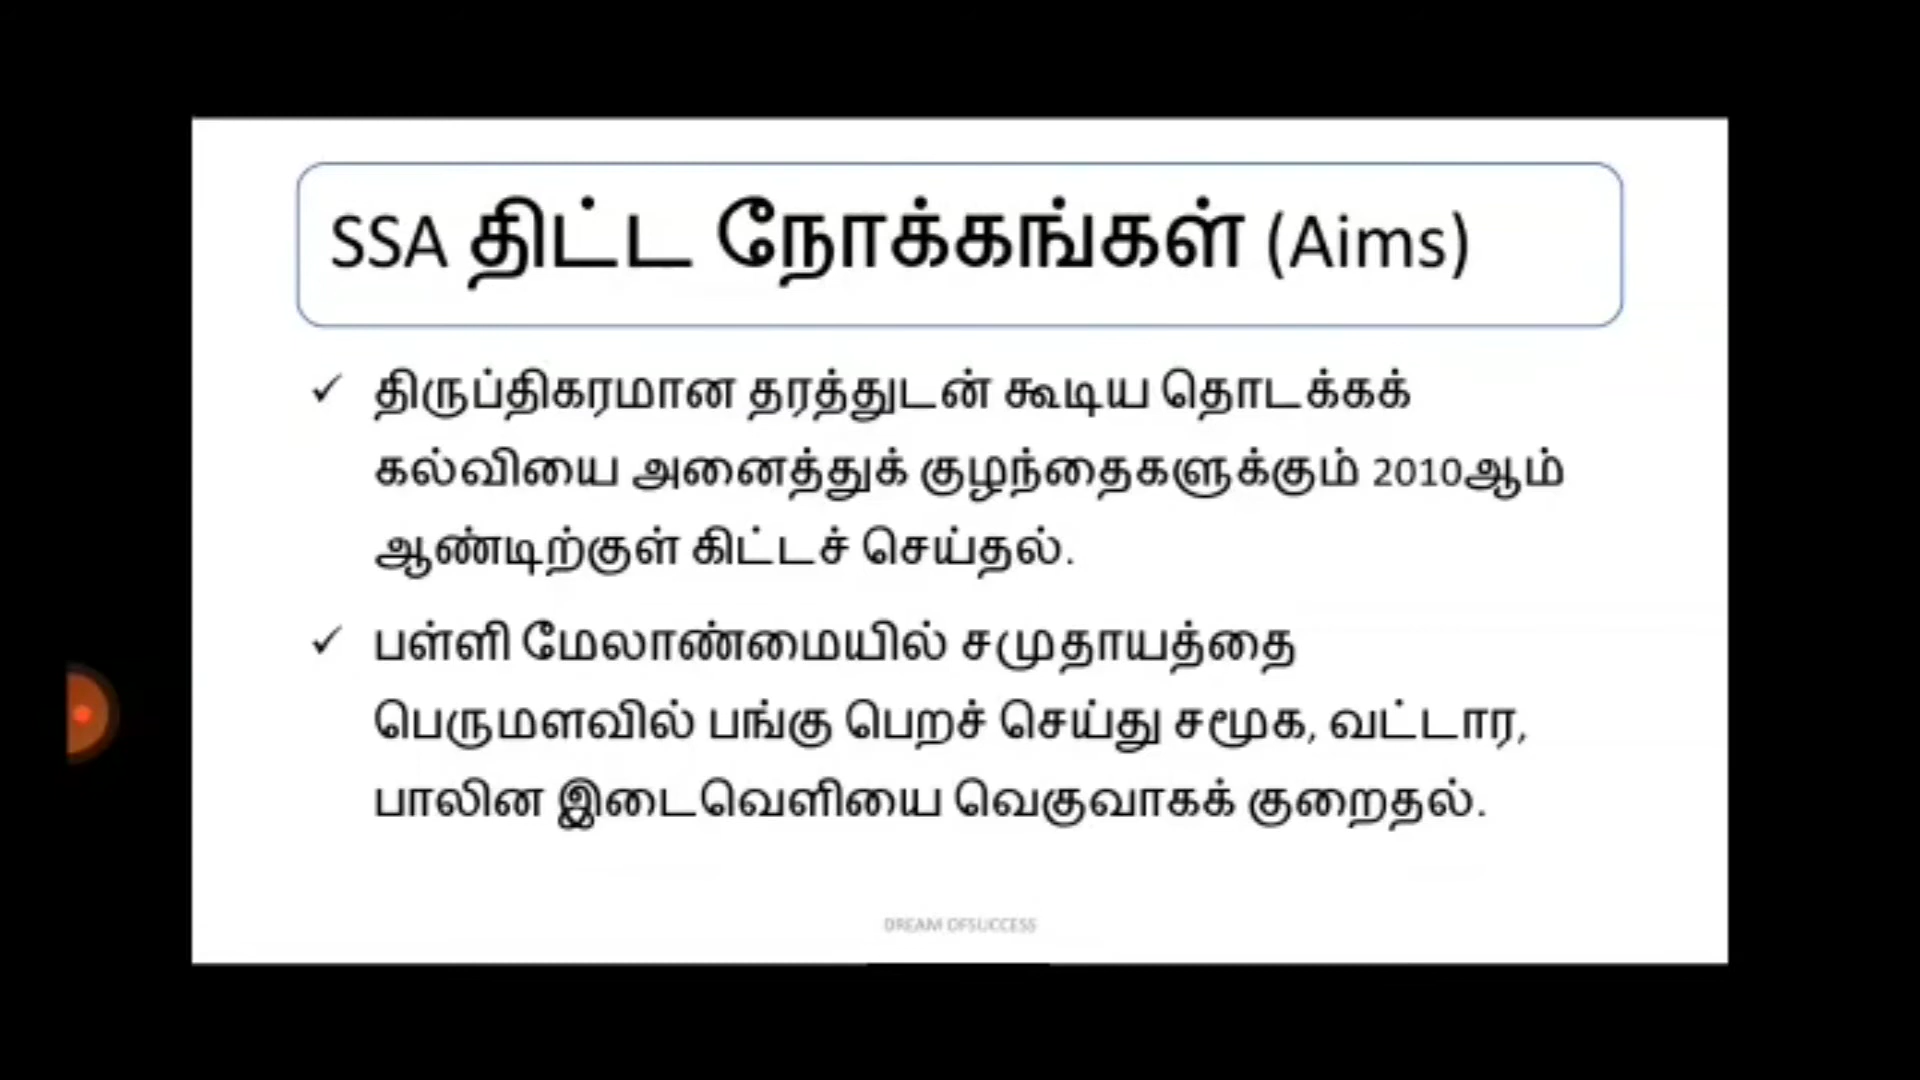 SSA திட்ட நோக்கங்கள் (Aims)
✓ திருப்திகரமான தரத்துடன் கூடிய தொடக்கக்
கல்வியை அனைத்துக் குழந்தைகளுக்கும் 2010ஆம்
ஆண்டிற்குள் கிட்டச் செய்தல்.
✓ பள்ளி மேலாண்மையில் சமுதாயத்தை
பெருமளவில் பங்கு பெறச் செய்து சமூக, வட்டார,
பாலின இடைவெளியை வெகுவாகக் குறைதல்.
DREAM OFSUCCESS